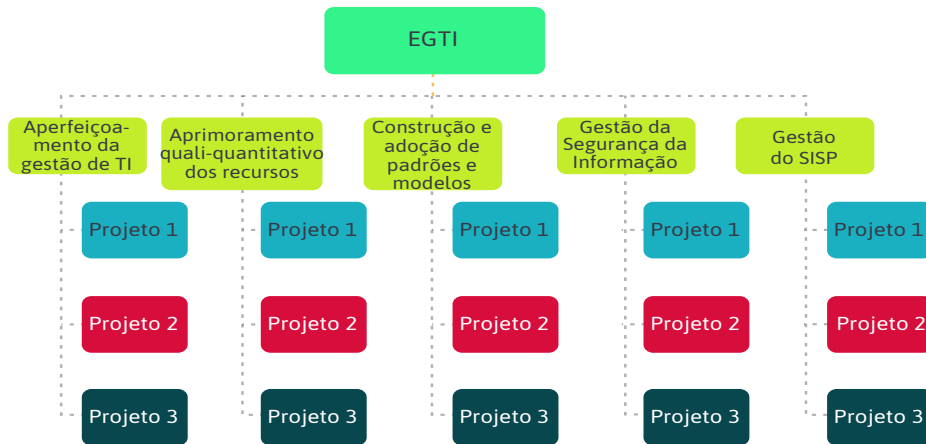 EGTI
Aperfeiçoa-
mento da
gestão de TI
Aprimoramento
quali-quantitativo
dos recursos
Construção e
adoção de
padrões e
modelos
Gestão da
Segurança da
Informação
Gestão
do SISP
Projeto 1
Projeto 1
Projeto 1
Projeto 1
Projeto 1
Projeto 2
Projeto 2
Projeto 2
Projeto 2
Projeto 2
Projeto 3
Projeto 3
Projeto 3
Projeto 3
Projeto 3